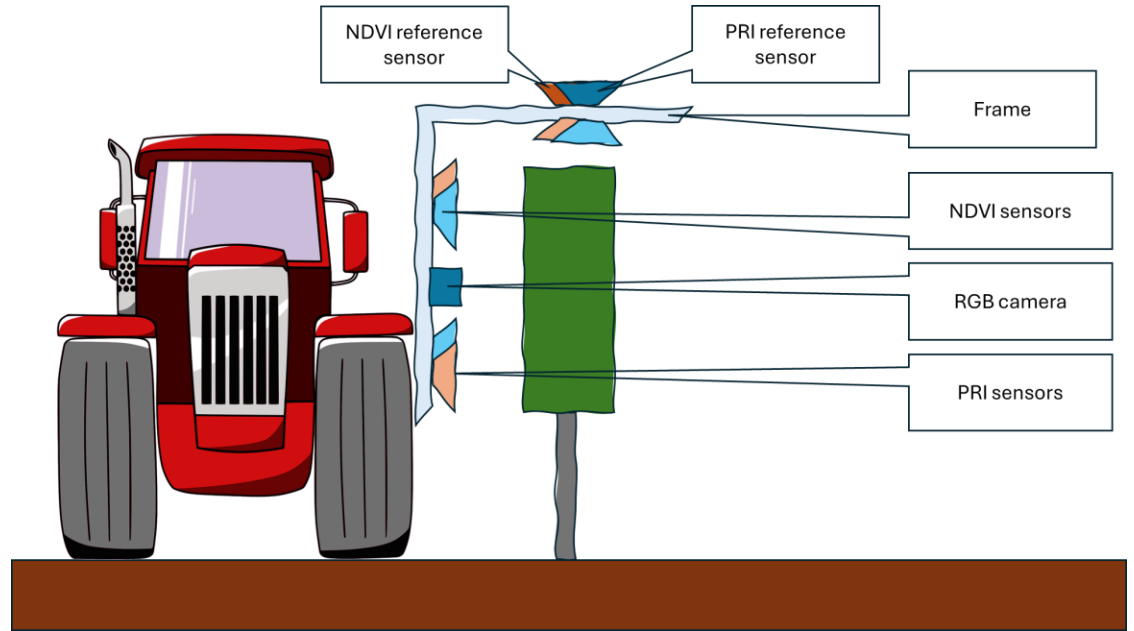 NDVI reference
sensor
PRI reference
sensor
Frame
NDVI sensors
RGB camera
PRI sensors